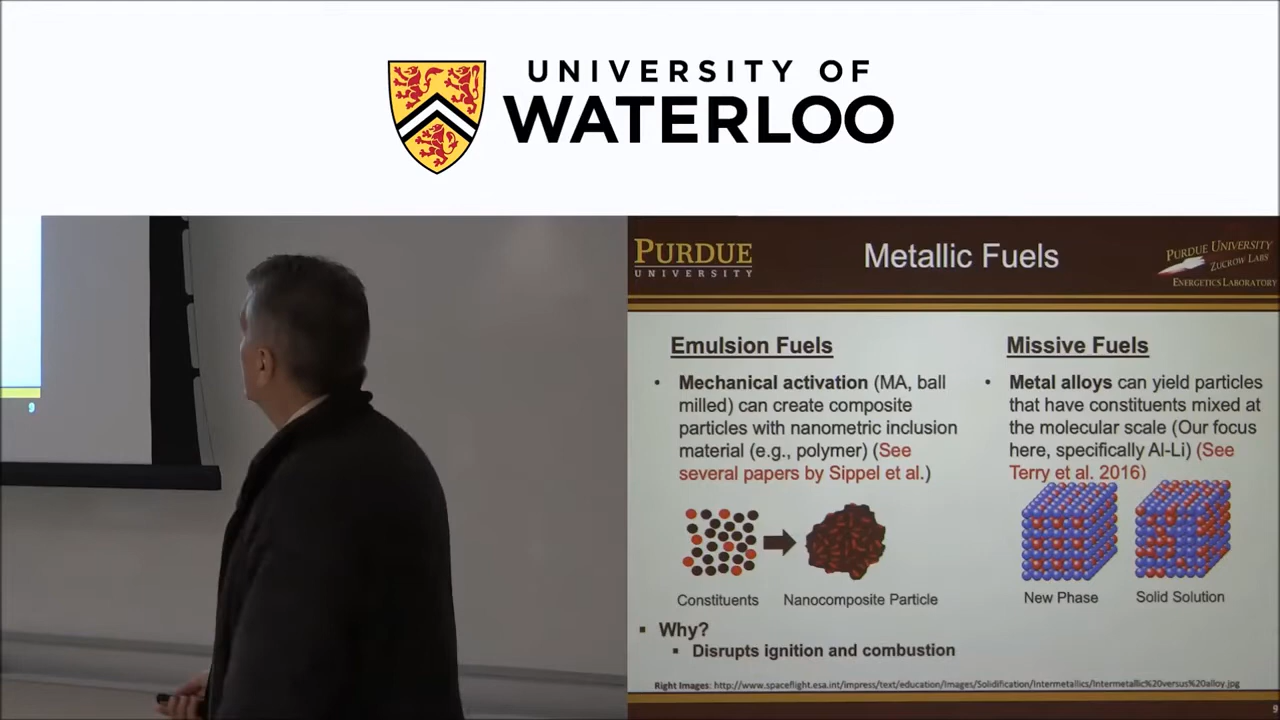 UNIVERSITY OF
WATERLOO
9
PURDUE
UNIVERSITY
Metallic Fuels
PURDUE UNIVERSITY
ZUCROW LABS
ENERGETICS LABORATORY
Emulsion Fuels
• Mechanical activation (MA, ball
milled) can create composite
particles with nanometric inclusion
material (e.g., polymer) (See
several papers by Sippel et al.)
Constituents
Nanocomposite Particle
Missive Fuels
• Metal alloys can yield particles
that have constituents mixed at
the molecular scale (Our focus
here, specifically Al-Li) (See
Terry et al. 2016)
New Phase
Solid Solution
▪ Why?
▪ Disrupts ignition and combustion
Right Images: http://www.spaceflight.esa.int/impress/text/education/Images/Solidification/Intermetallics/Intermetallic%20versus%20alloy.jpg
9